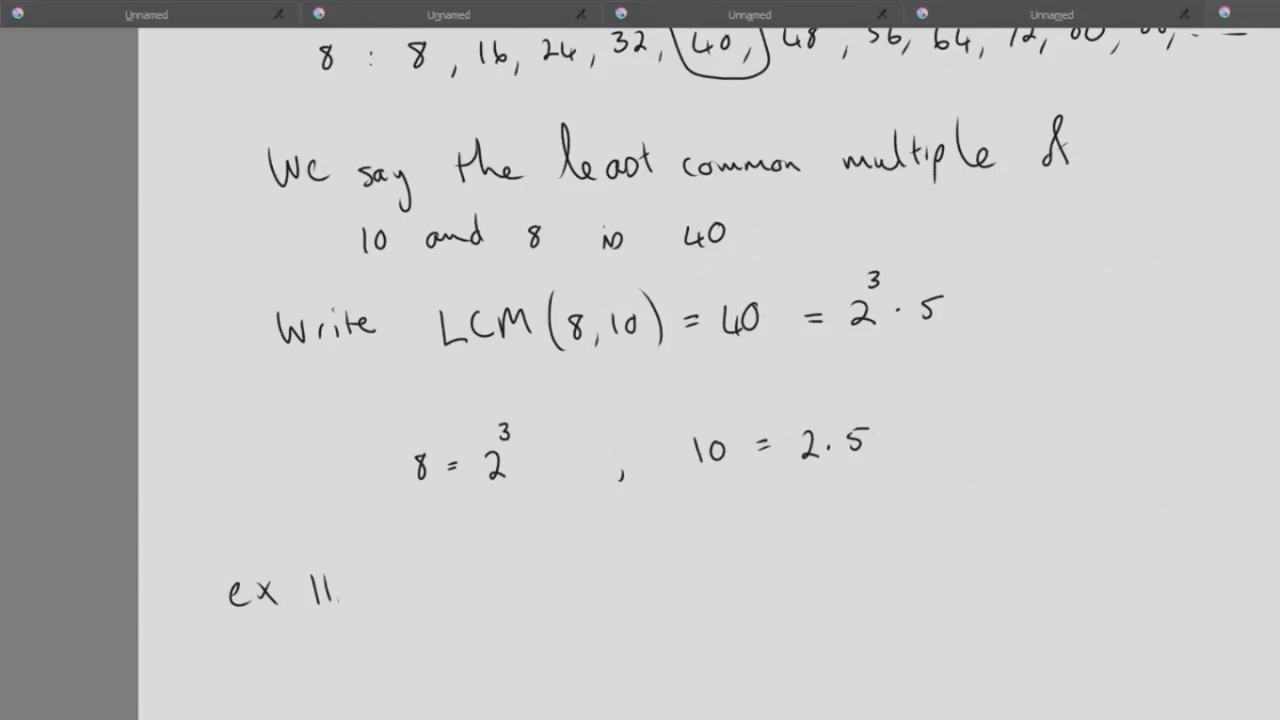 Unnamed Unnamed Unnamed Unnamed
8 : 8, 16, 24, 32, 40, 48, 56, 64, 72,
We say the least common multiple of
10 and 8 is 40
Write LCM(8,10) = 40 = 2³ · 5
8 = 2³ , 10 = 2·5
ex 11.